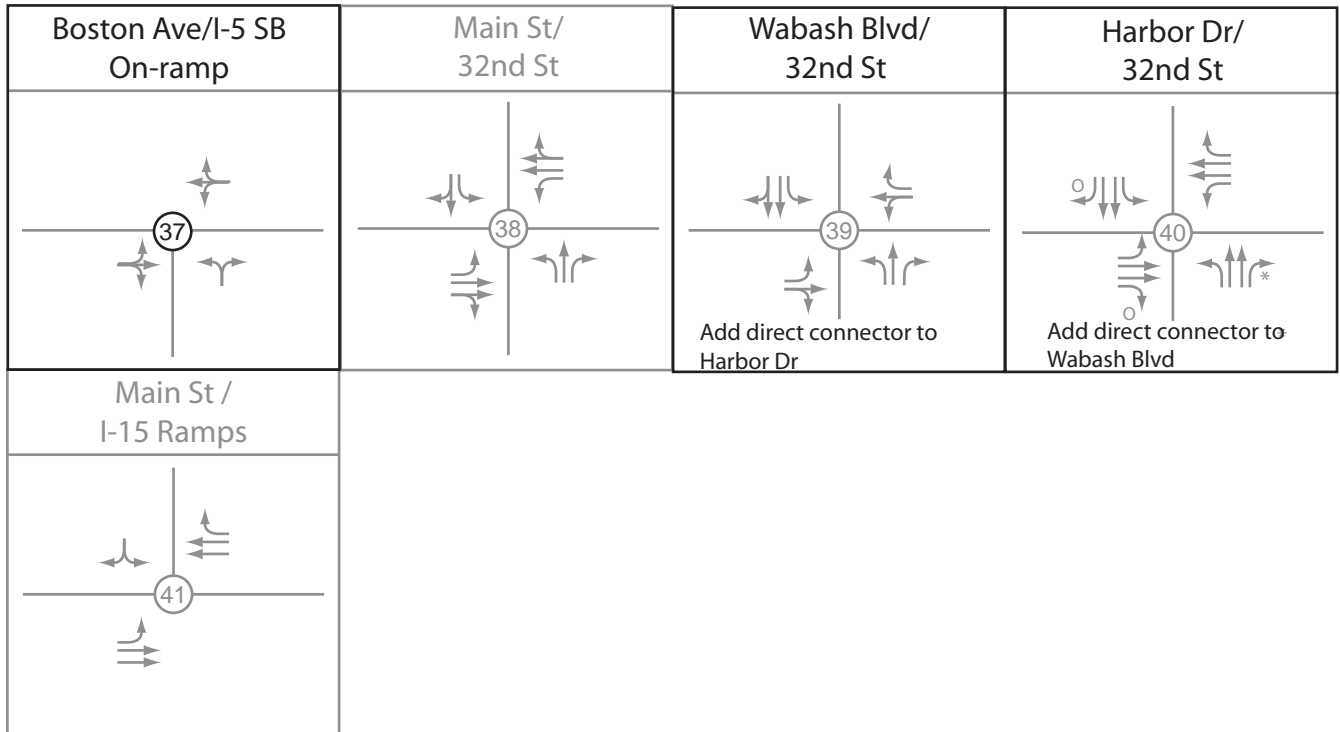 Boston Ave/I-5 SB
On-ramp
Main St/
32nd St
Wabash Blvd/
32nd St
Harbor Dr/
32nd St
37
38
39
Add direct connector to
Harbor Dr
O
40
*
O
Add direct connector to*
Wabash Blvd
Main St /
I-15 Ramps
41